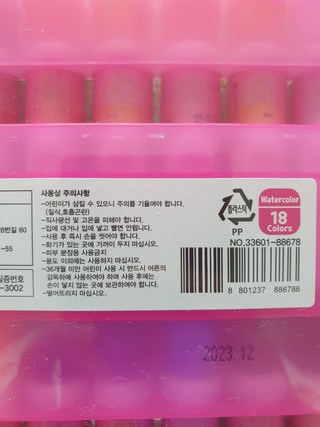 사용상 주의사항
-어린이가 삼킬 수 있으니 주의를 기울여야 합니다.
(질식,호흡곤란)
-직사광선 및 고온을 피해야 합니다.
-입에 대거나 입에 넣고 빨면 안됩니다.
-사용 후 즉시 손을 씻어야 합니다.
-화기가 있는 곳에 가까이 두지 마십시오.
-피부 분장용 사용금지
-용도 이외에는 사용하지 마십시오.
-36개월 미만 어린이 사용 시 반드시 어른의
감독하에 사용하여야 하며 사용 후에는
손이 닿지 않는 곳에 보관하여야 합니다.
-떨어뜨리지 마십시오.
번길 60
-55
필증번호
-3002
플라스틱
PP
Watercolor
18
Colors
NO.33601-88678
8 801237 886786
2023.12